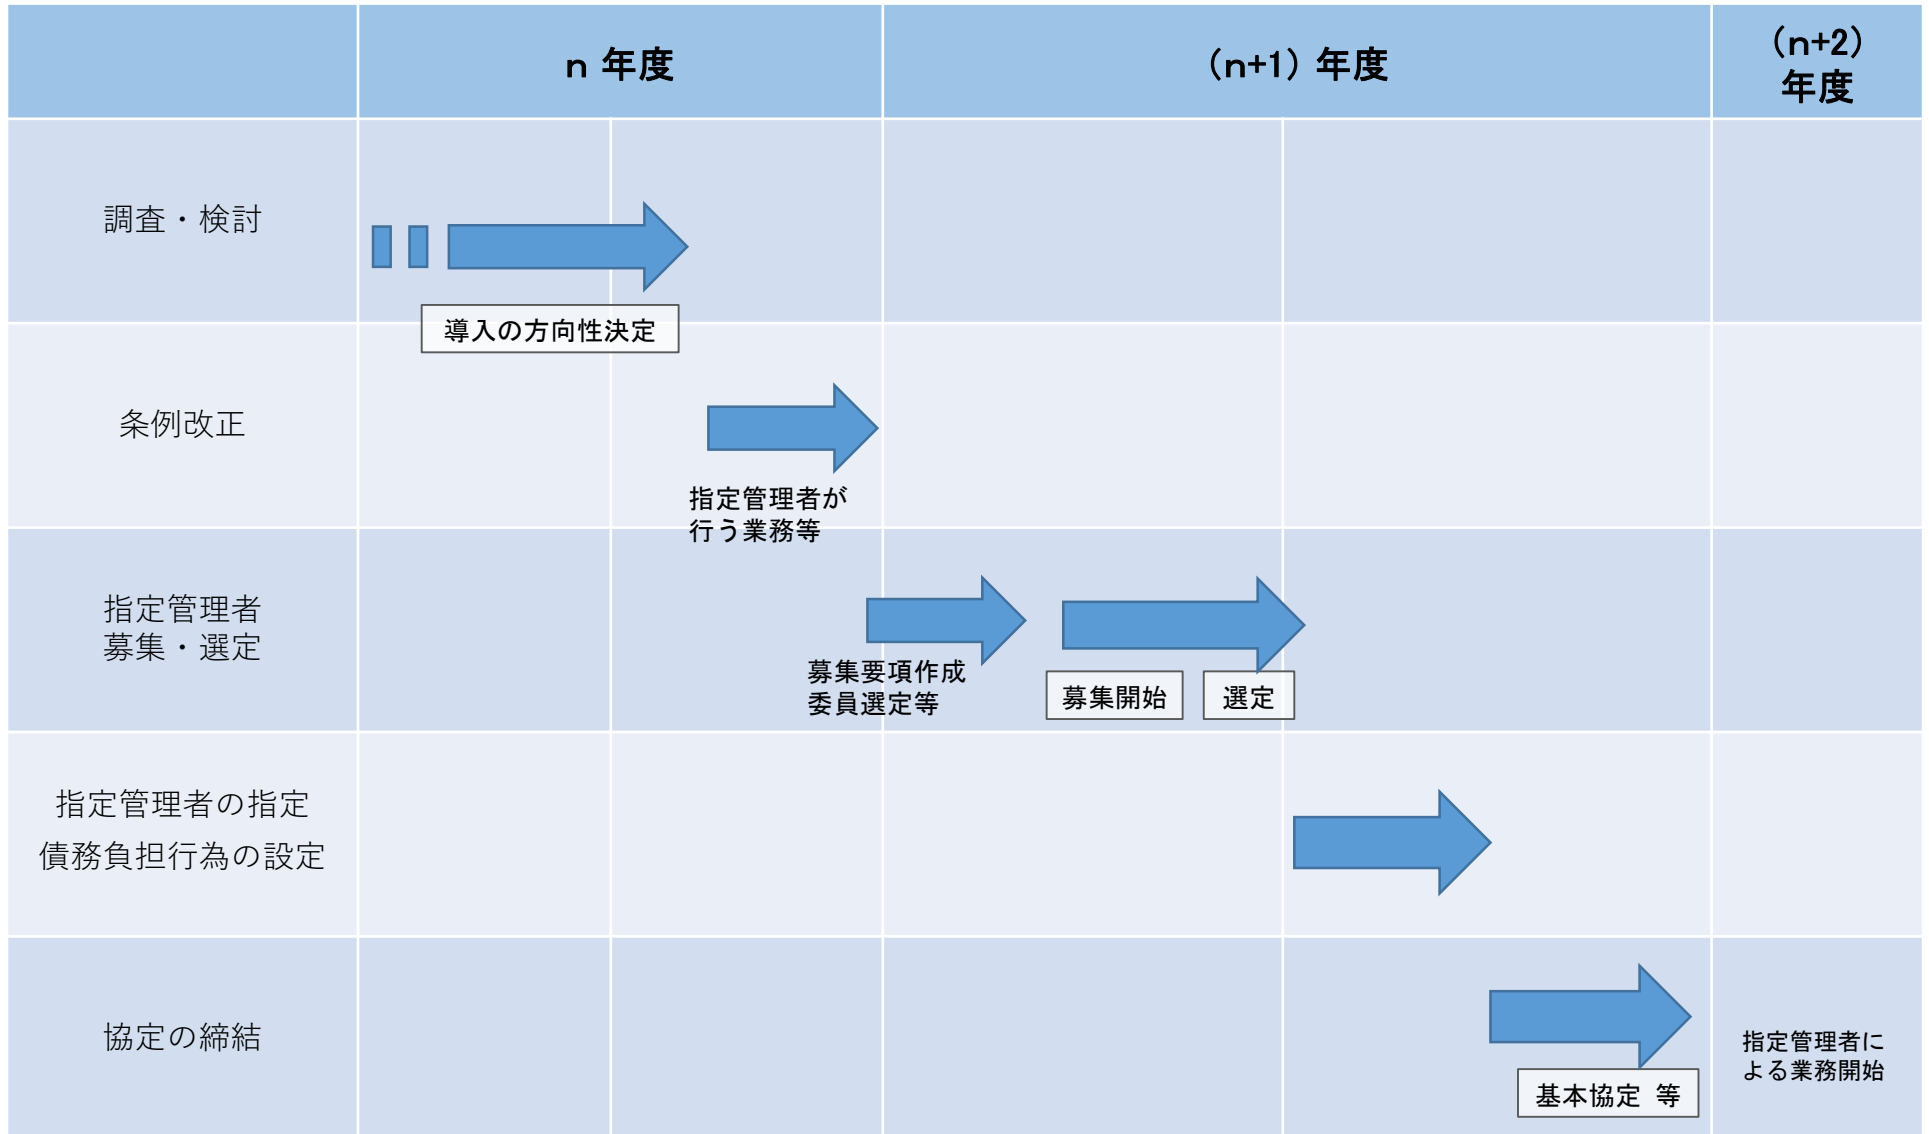 n 年度
(n+1) 年度
(n+2)
年度
調査・検討
導入の方向性決定
条例改正
指定管理者が
行う業務等
指定管理者
募集・選定
募集要項作成
委員選定等
募集開始
選定
指定管理者の指定
債務負担行為の設定
協定の締結
基本協定 等
指定管理者に
よる業務開始